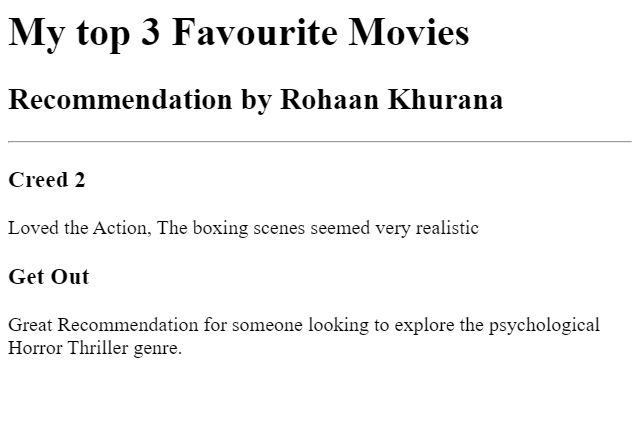 My top 3 Favourite Movies
Recommendation by Rohaan Khurana
Creed 2
Loved the Action, The boxing scenes seemed very realistic
Get Out
Great Recommendation for someone looking to explore the psychological
Horror Thriller genre.